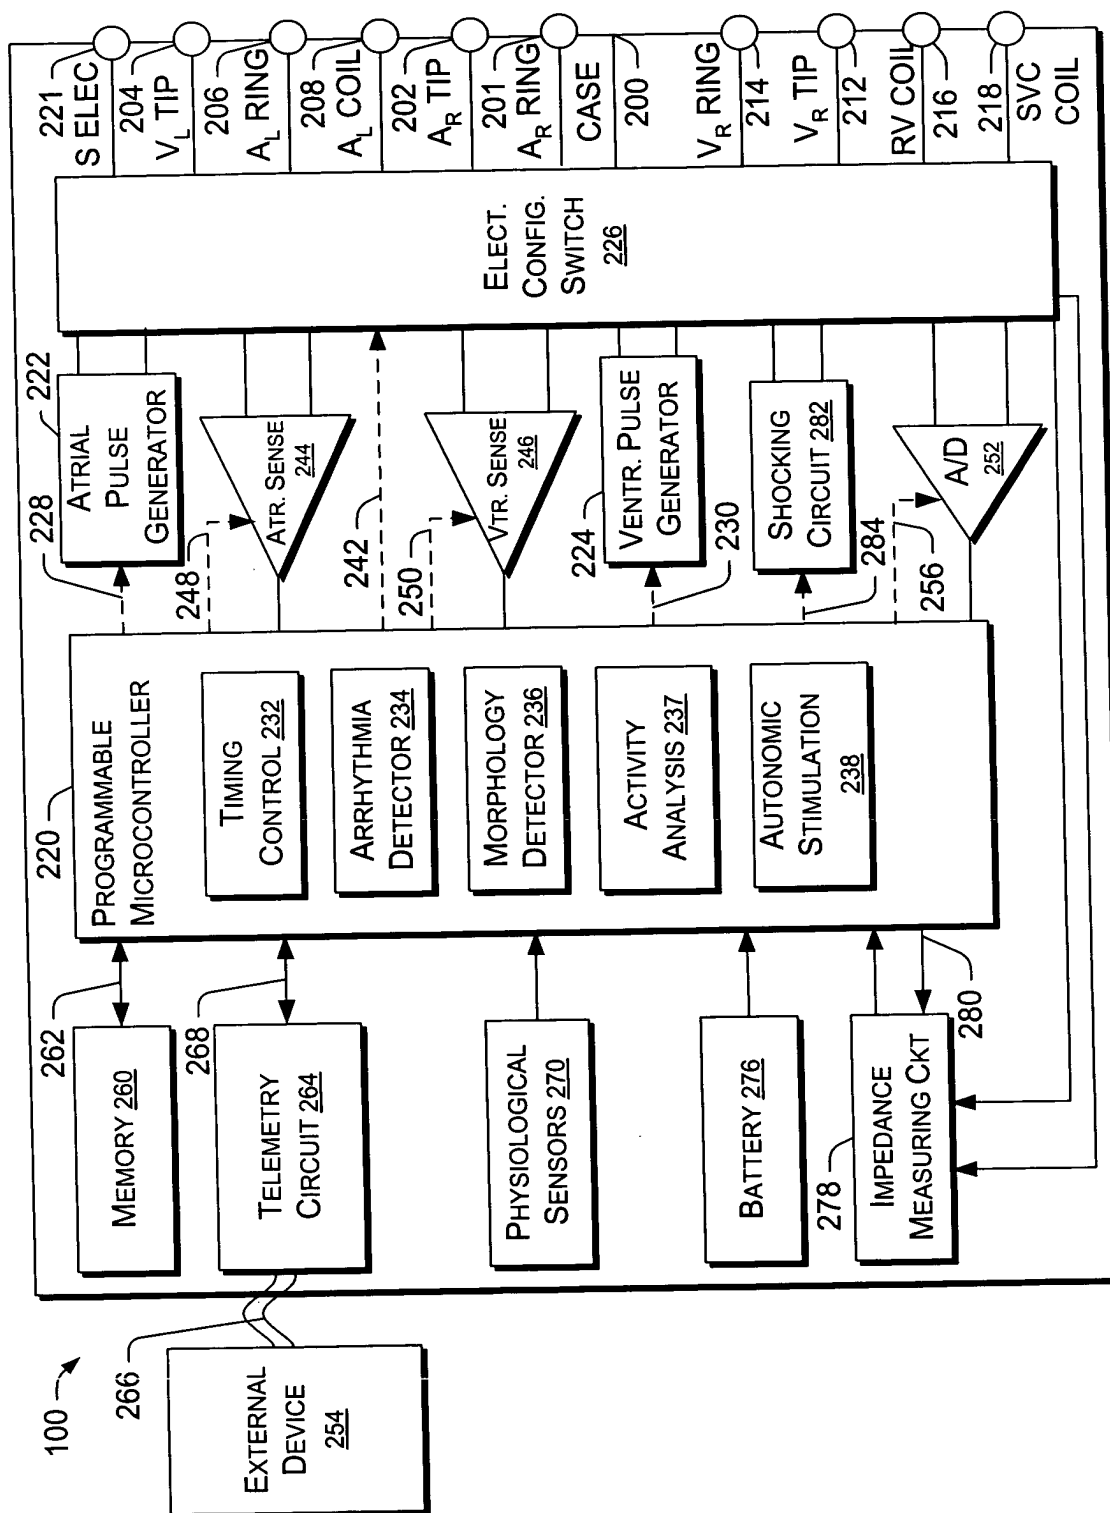 100
EXTERNAL
DEVICE
254
266
MEMORY 260
262
TELEMETRY
CIRCUIT 264
268
PHYSIOLOGICAL
SENSORS 270
BATTERY 276
278
IMPEDANCE
MEASURING CKT
280
220
PROGRAMMABLE
MICROCONTROLLER
TIMING
CONTROL 232
ARRHYTHMIA
DETECTOR 234
MORPHOLOGY
DETECTOR 236
ACTIVITY
ANALYSIS 237
AUTONOMIC
STIMULATION
238
228
222
ATRIAL
PULSE
GENERATOR
248
ATR. SENSE
244
242
250
VTR. SENSE
246
224
VENTR. PULSE
GENERATOR
230
SHOCKING
CIRCUIT 282
284
256
A/D
252
ELECT.
CONFIG.
SWITCH
226
221
S ELEC
204
VL TIP
206
AL RING
208
AL COIL
202
AR TIP
201
AR RING
CASE
200
VR RING
214
VR TIP
212
RV COIL
216
218
SVC
COIL